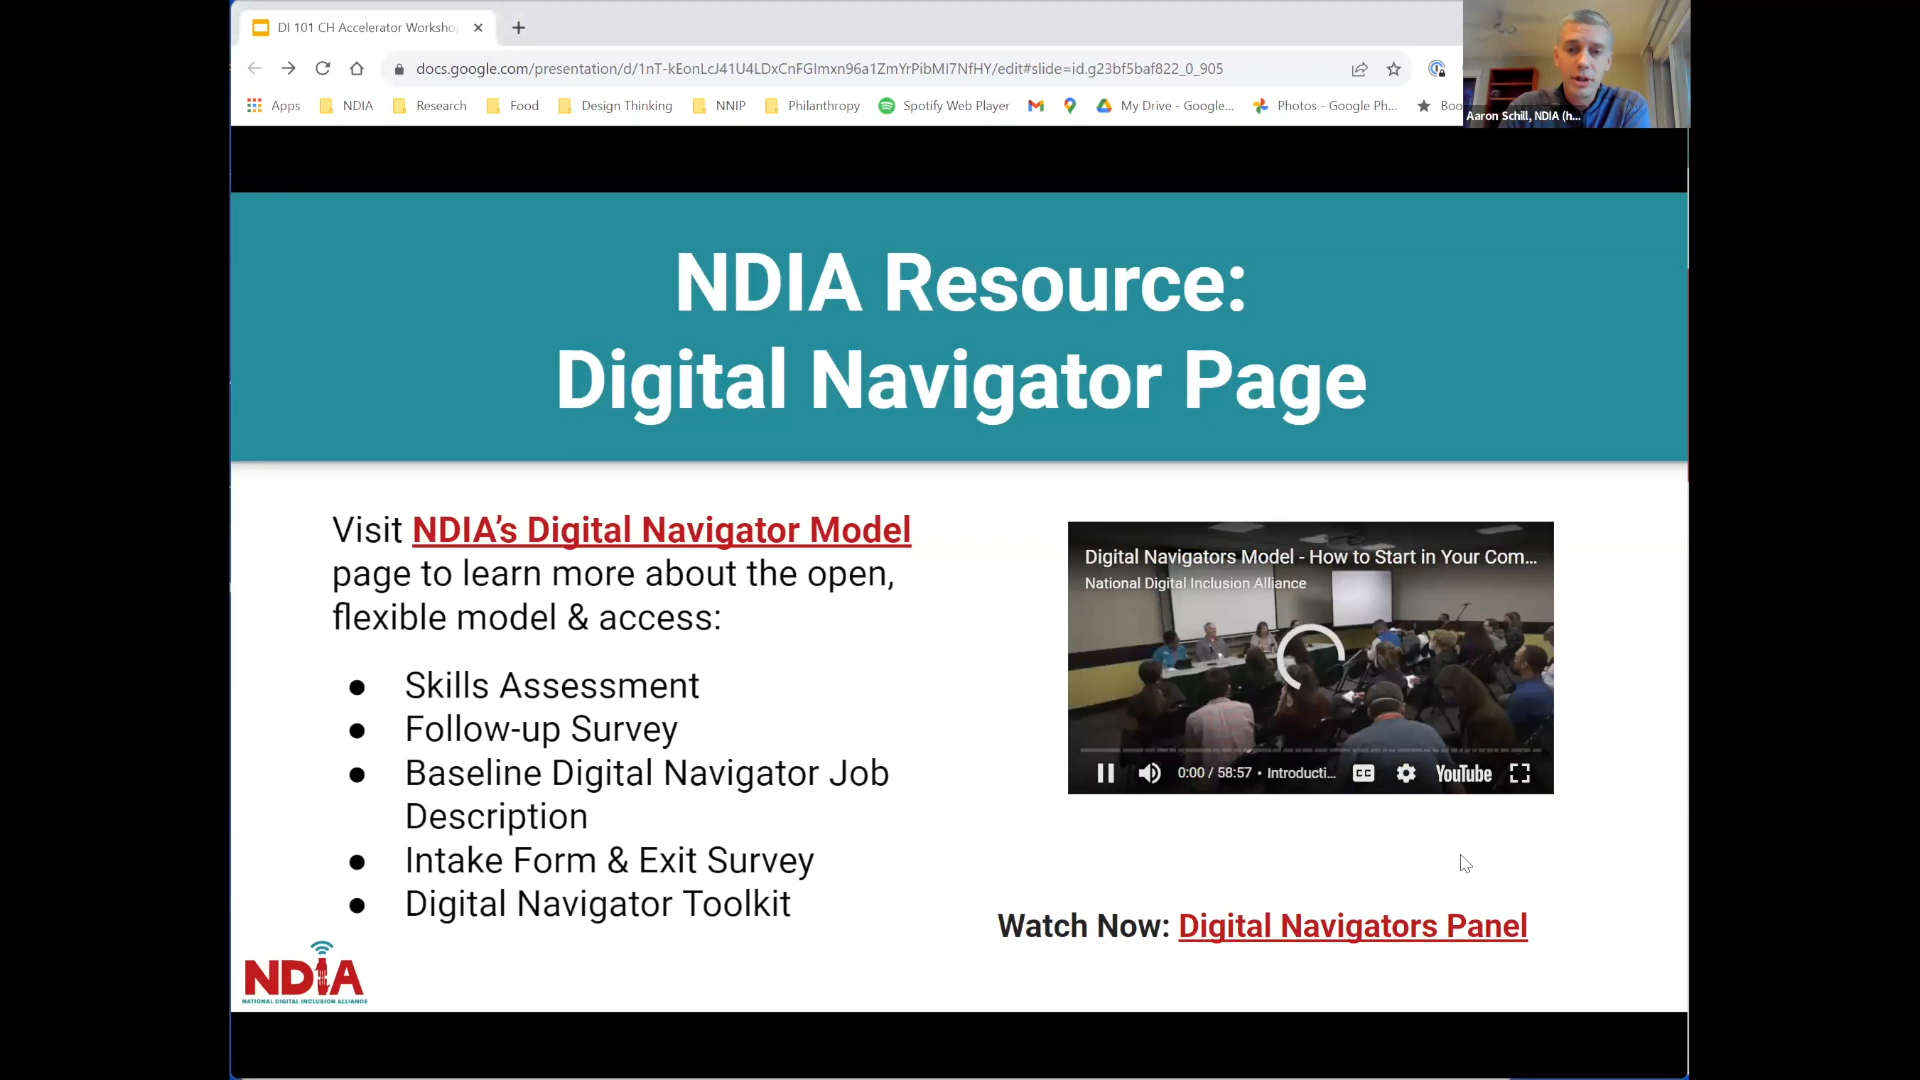 DI 101 CH Accelerator Workshop
docs.google.com/presentation/d/1nT-kEonLcJ41U4LDxCnFGImxn96a1ZmYrPibMI7NfHY/edit#slide=id.g23bf5baf822_0_905
Apps NDIA Research Food Design Thinking NNIP Philanthropy Spotify Web Player My Drive - Google... Photos - Google Ph... Boo
Aaron Schill, NDIA (h...
NDIA Resource:
Digital Navigator Page
Visit NDIA’s Digital Navigator Model
page to learn more about the open,
flexible model & access:
● Skills Assessment
● Follow-up Survey
● Baseline Digital Navigator Job
Description
● Intake Form & Exit Survey
● Digital Navigator Toolkit
Digital Navigators Model - How to Start in Your Com...
National Digital Inclusion Alliance
0:00 / 58:57 • Introducti... CC YouTube
Watch Now: Digital Navigators Panel
NDIA
NATIONAL DIGITAL INCLUSION ALLIANCE